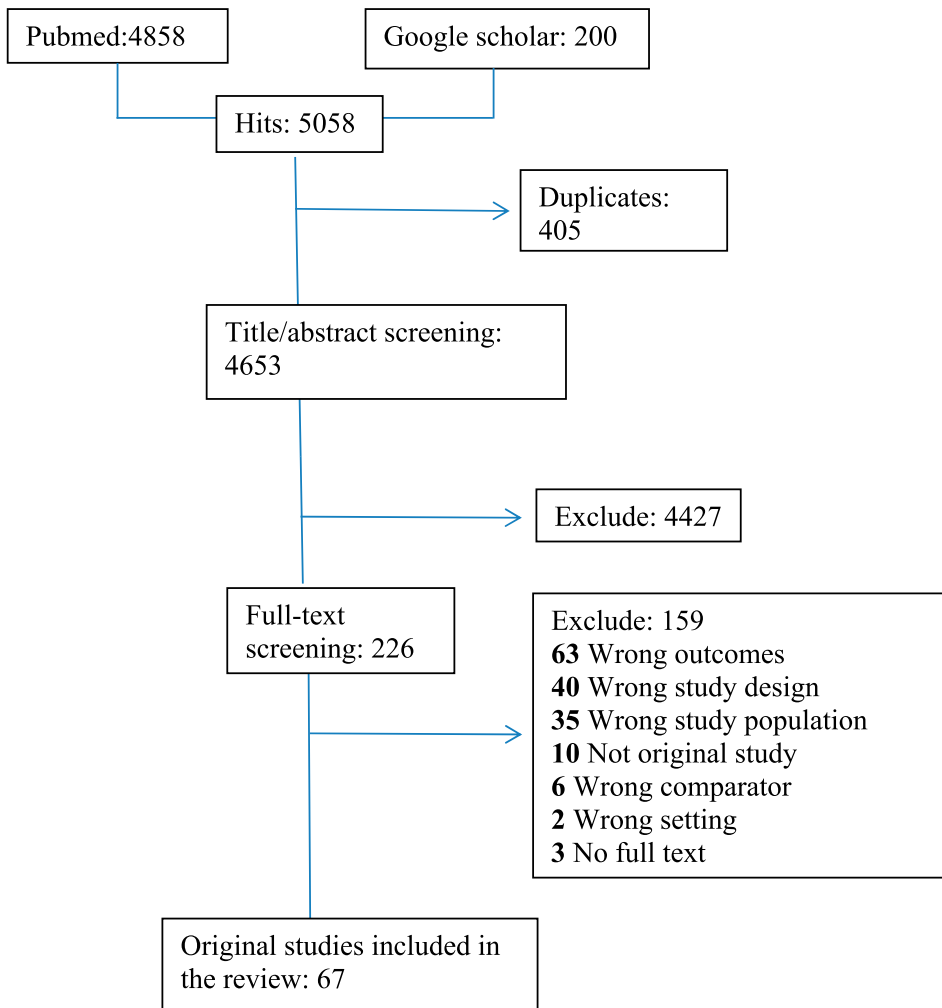 Pubmed:4858
Google scholar: 200
Hits: 5058
Duplicates:
405
Title/abstract screening:
4653
Exclude: 4427
Full-text
screening: 226
Exclude: 159
63 Wrong outcomes
40 Wrong study design
35 Wrong study population
10 Not original study
6 Wrong comparator
2 Wrong setting
3 No full text
Original studies included in
the review: 67